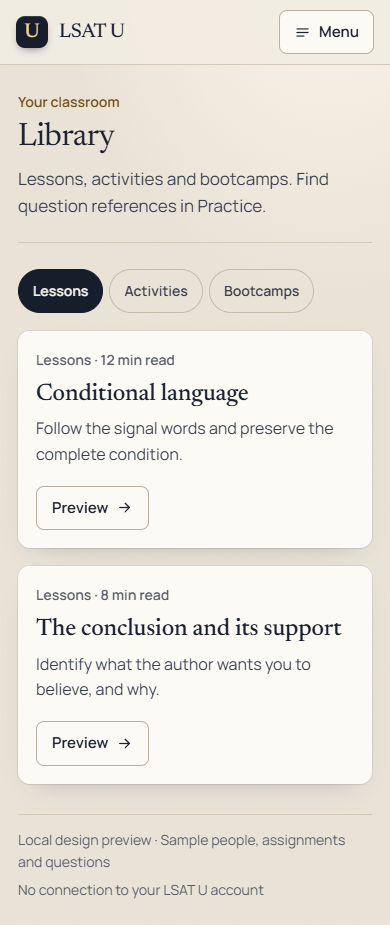 U LSAT U
Menu
Your classroom
Library
Lessons, activities and bootcamps. Find
question references in Practice.
Lessons Activities Bootcamps
Lessons · 12 min read
Conditional language
Follow the signal words and preserve the
complete condition.
Preview →
Lessons · 8 min read
The conclusion and its support
Identify what the author wants you to
believe, and why.
Preview →
Local design preview · Sample people, assignments
and questions
No connection to your LSAT U account